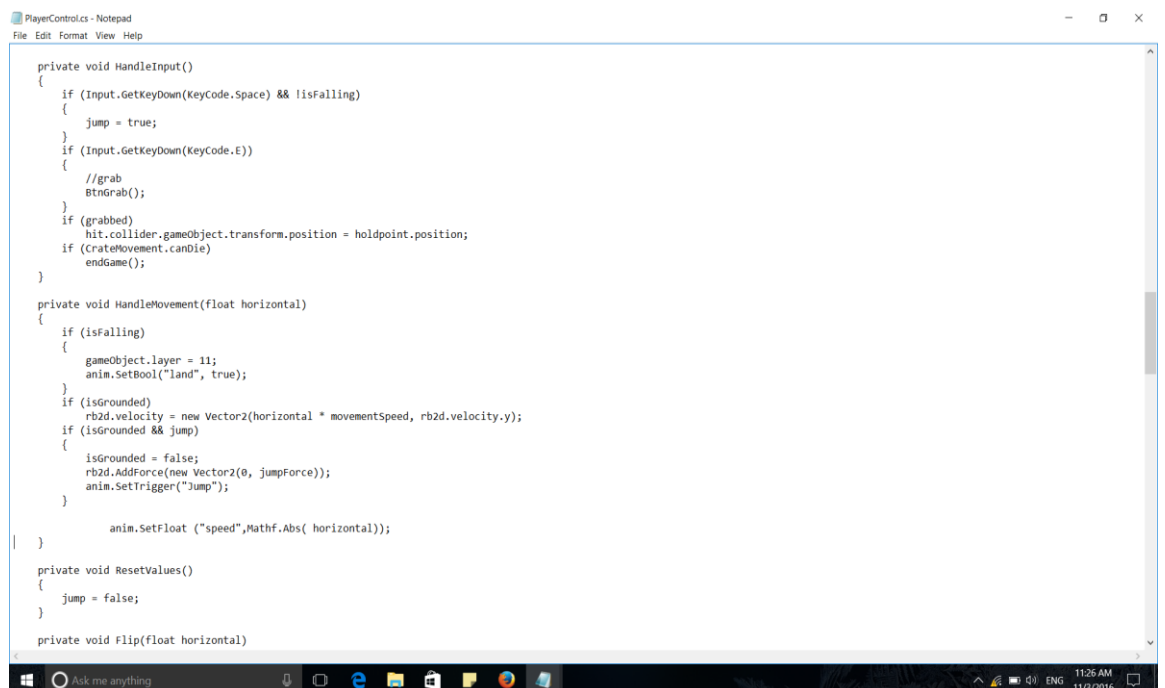 PlayerControl.cs - Notepad
File Edit Format View Help
private void HandleInput()
{
if (Input.GetKeyDown(KeyCode.Space) && !isFalling)
{
jump = true;
}
if (Input.GetKeyDown(KeyCode.E))
{
//grab
BtnGrab();
}
if (grabbed)
hit.collider.gameObject.transform.position = holdpoint.position;
if (CrateMovement.canDie)
endGame();
}
private void HandleMovement(float horizontal)
{
if (isFalling)
{
gameObject.layer = 11;
anim.SetBool("land", true);
}
if (isGrounded)
rb2d.velocity = new Vector2(horizontal * movementSpeed, rb2d.velocity.y);
if (isGrounded && jump)
{
isGrounded = false;
rb2d.AddForce(new Vector2(0, jumpForce));
anim.SetTrigger("Jump");
}
anim.SetFloat ("speed",Mathf.Abs( horizontal));
}
private void ResetValues()
{
jump = false;
}
private void Flip(float horizontal)
Ask me anything
ENG
11:26 AM
11/3/2016